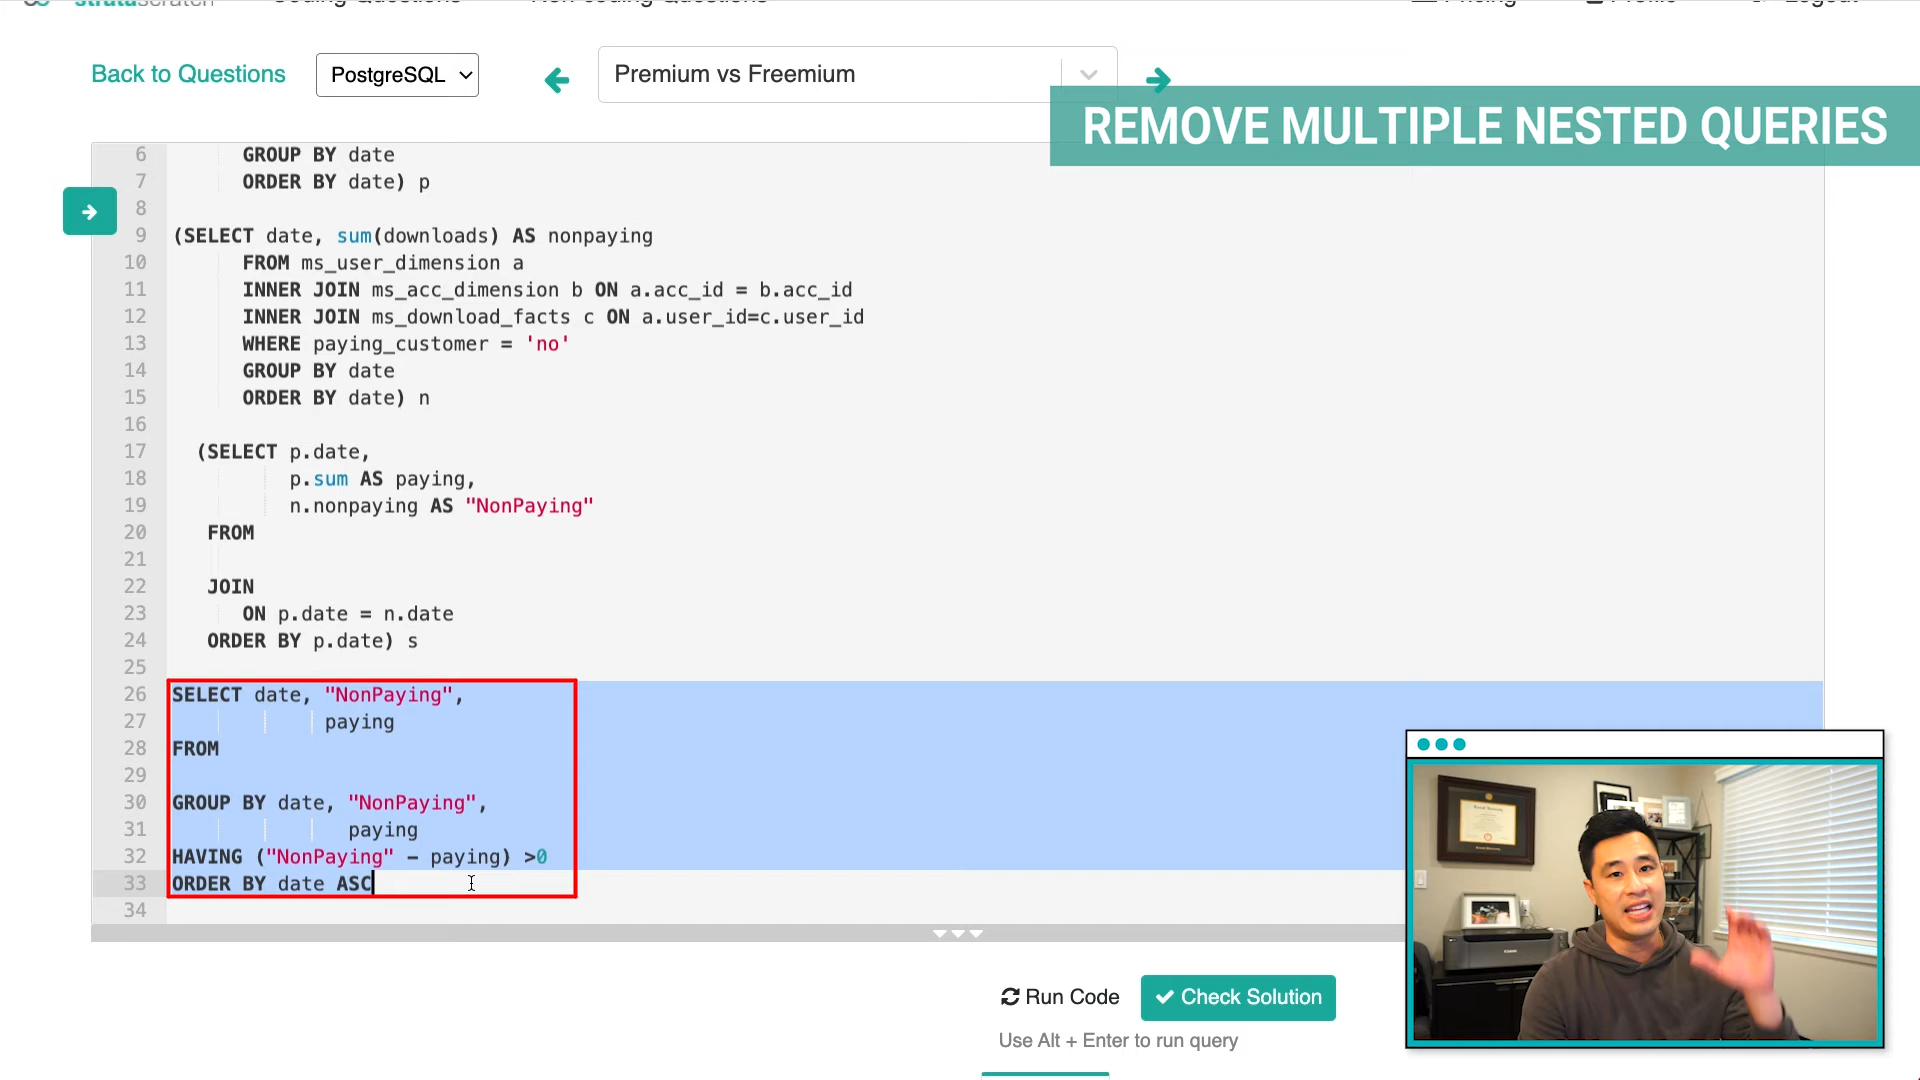 Back to Questions
PostgreSQL
Premium vs Freemium
REMOVE MULTIPLE NESTED QUERIES
6 GROUP BY date
7 ORDER BY date) p
8
9 (SELECT date, sum(downloads) AS nonpaying
10 FROM ms_user_dimension a
11 INNER JOIN ms_acc_dimension b ON a.acc_id = b.acc_id
12 INNER JOIN ms_download_facts c ON a.user_id=c.user_id
13 WHERE paying_customer = 'no'
14 GROUP BY date
15 ORDER BY date) n
16
17 (SELECT p.date,
18 p.sum AS paying,
19 n.nonpaying AS "NonPaying"
20 FROM
21
22 JOIN
23 ON p.date = n.date
24 ORDER BY p.date) s
25
26 SELECT date, "NonPaying",
27 paying
28 FROM
29
30 GROUP BY date, "NonPaying",
31 paying
32 HAVING ("NonPaying" - paying) >0
33 ORDER BY date ASC
34
Run Code
Check Solution
Use Alt + Enter to run query